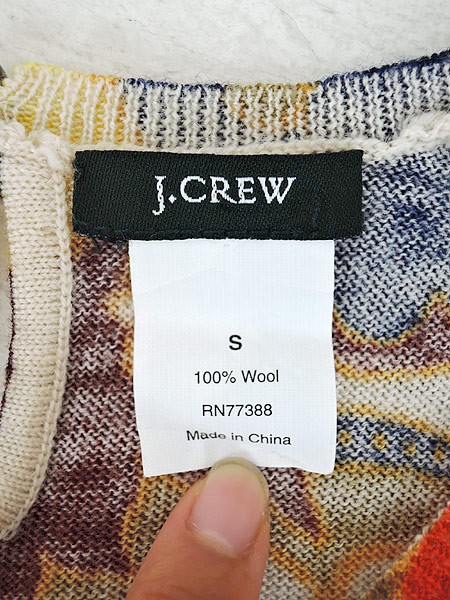 J.CREW
S
100% Wool
RN77388
Made in China